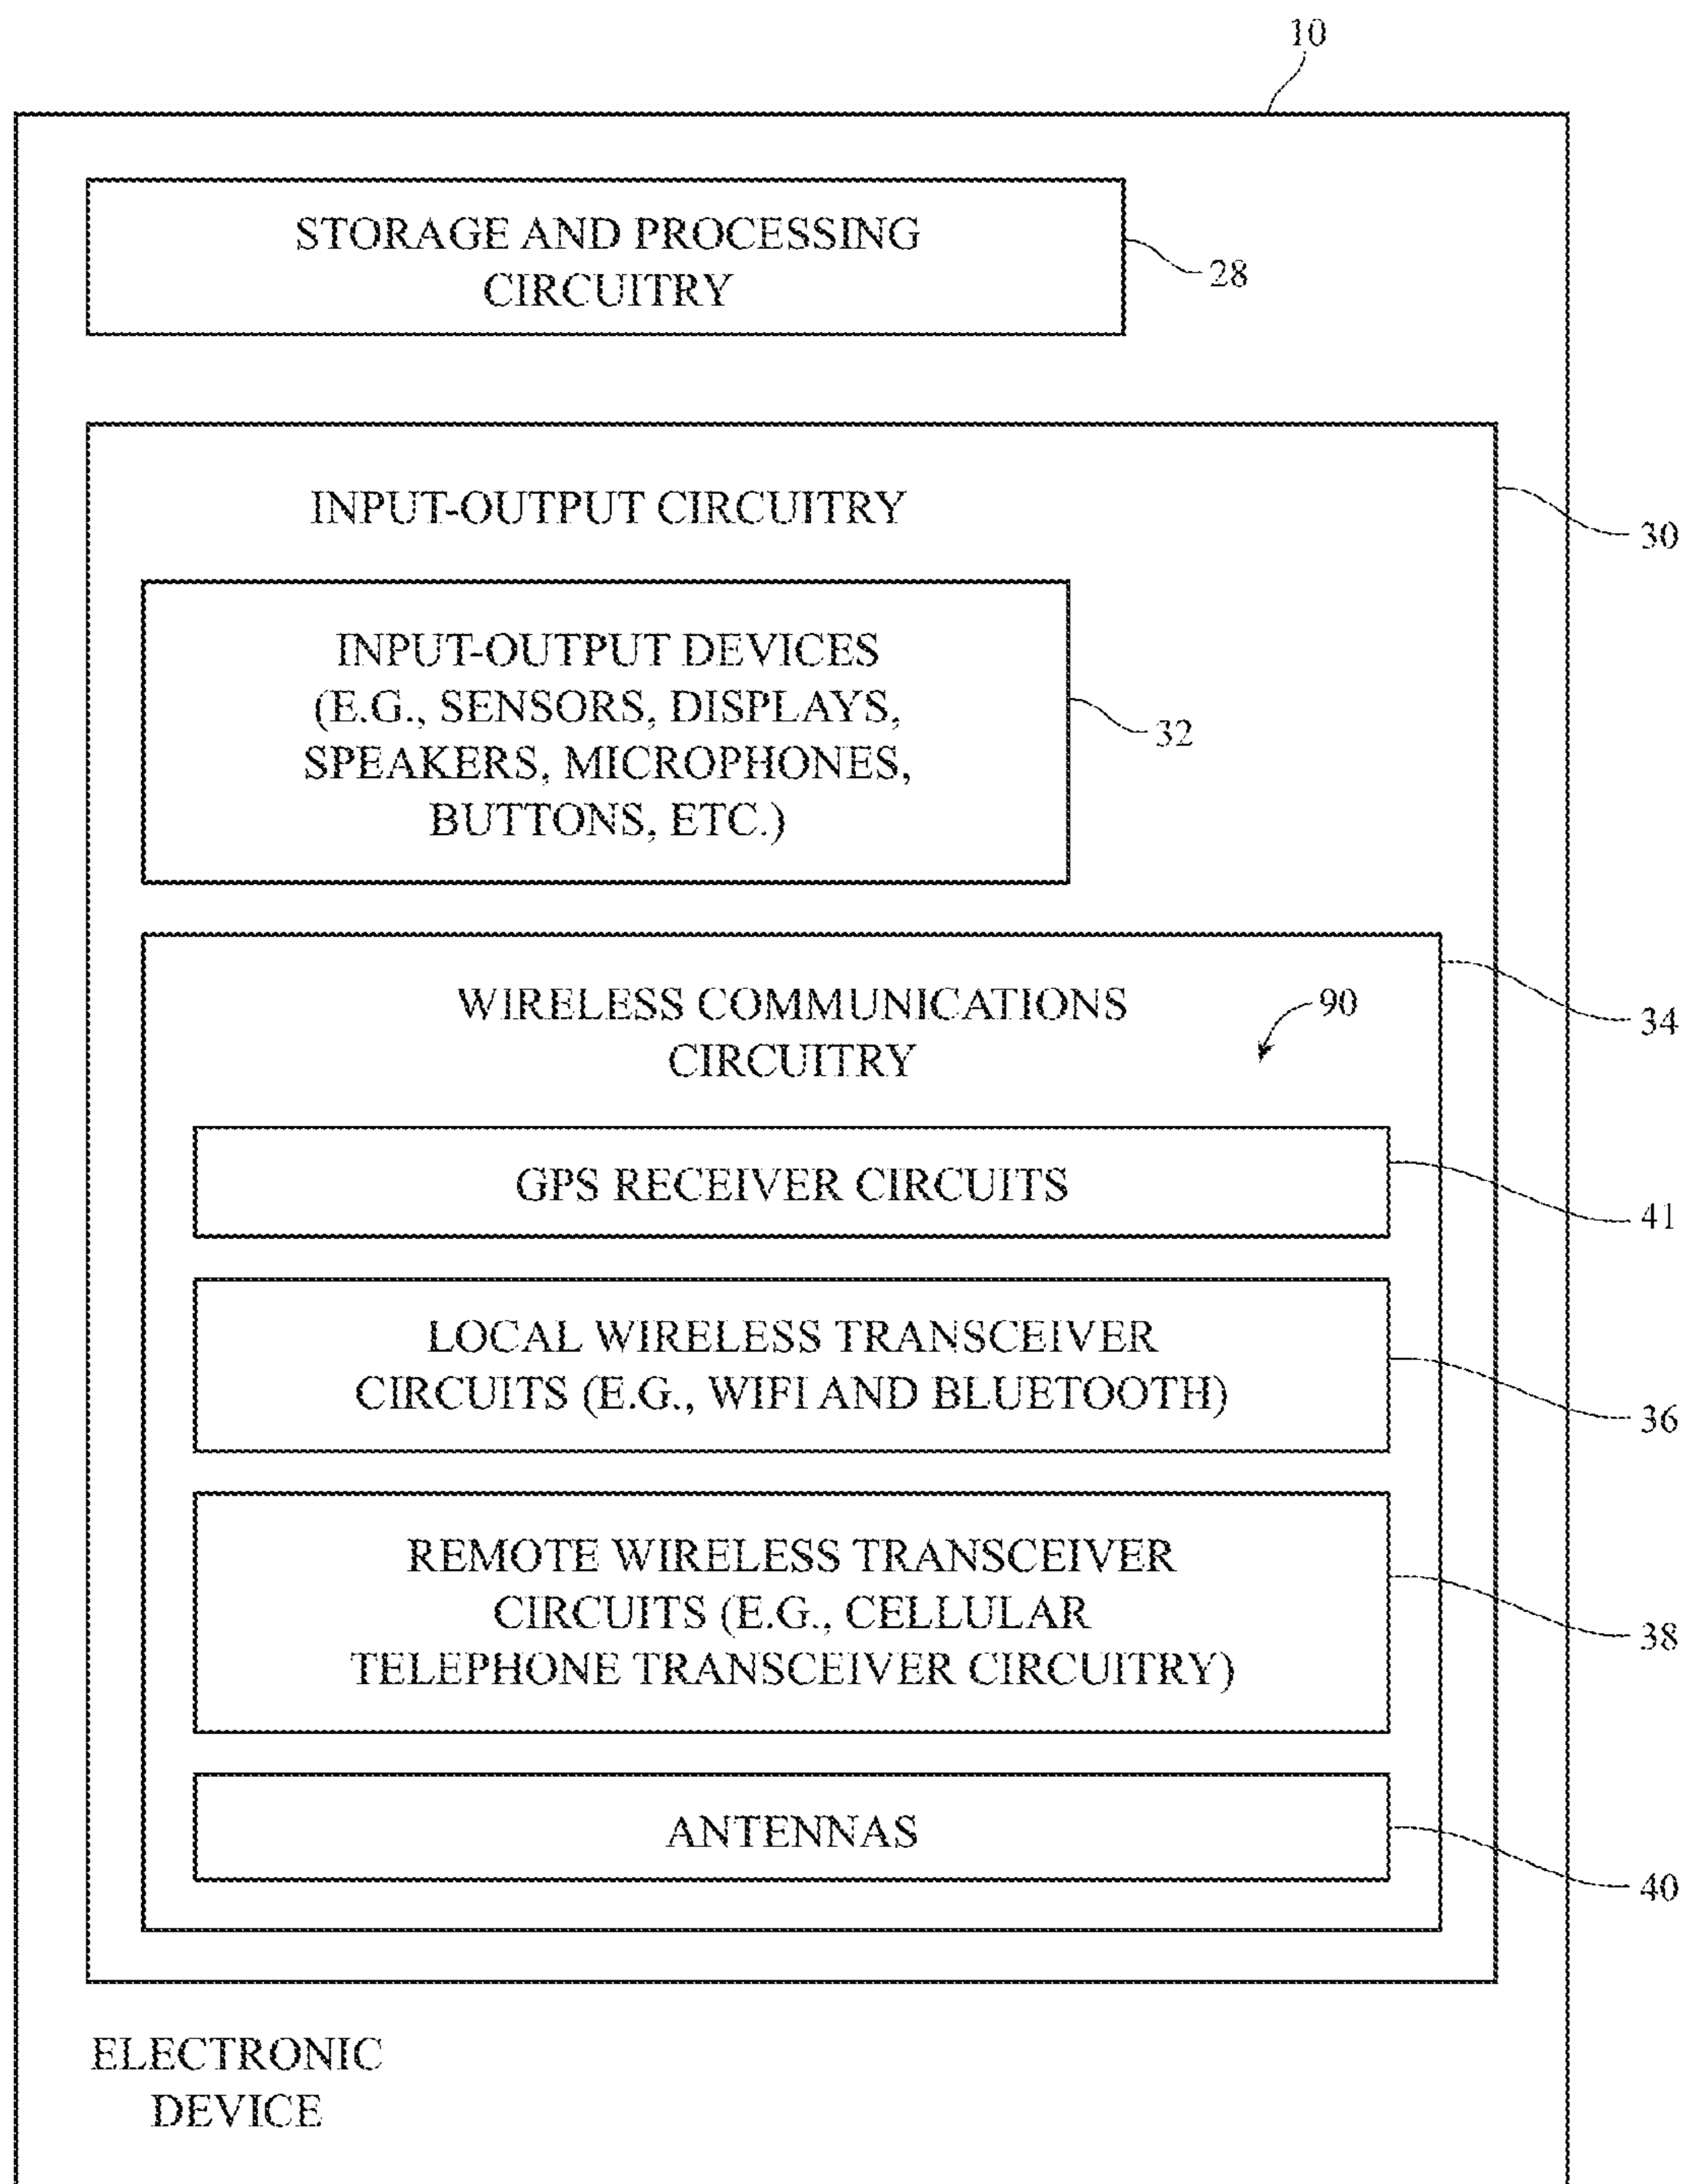 10
STORAGE AND PROCESSING
CIRCUITRY
28
INPUT-OUTPUT CIRCUITRY
30
INPUT-OUTPUT DEVICES
(E.G., SENSORS, DISPLAYS,
SPEAKERS, MICROPHONES,
BUTTONS, ETC.)
32
WIRELESS COMMUNICATIONS
CIRCUITRY
90
34
GPS RECEIVER CIRCUITS
41
LOCAL WIRELESS TRANSCEIVER
CIRCUITS (E.G., WIFI AND BLUETOOTH)
36
REMOTE WIRELESS TRANSCEIVER
CIRCUITS (E.G., CELLULAR
TELEPHONE TRANSCEIVER CIRCUITRY)
38
ANTENNAS
40
ELECTRONIC
DEVICE